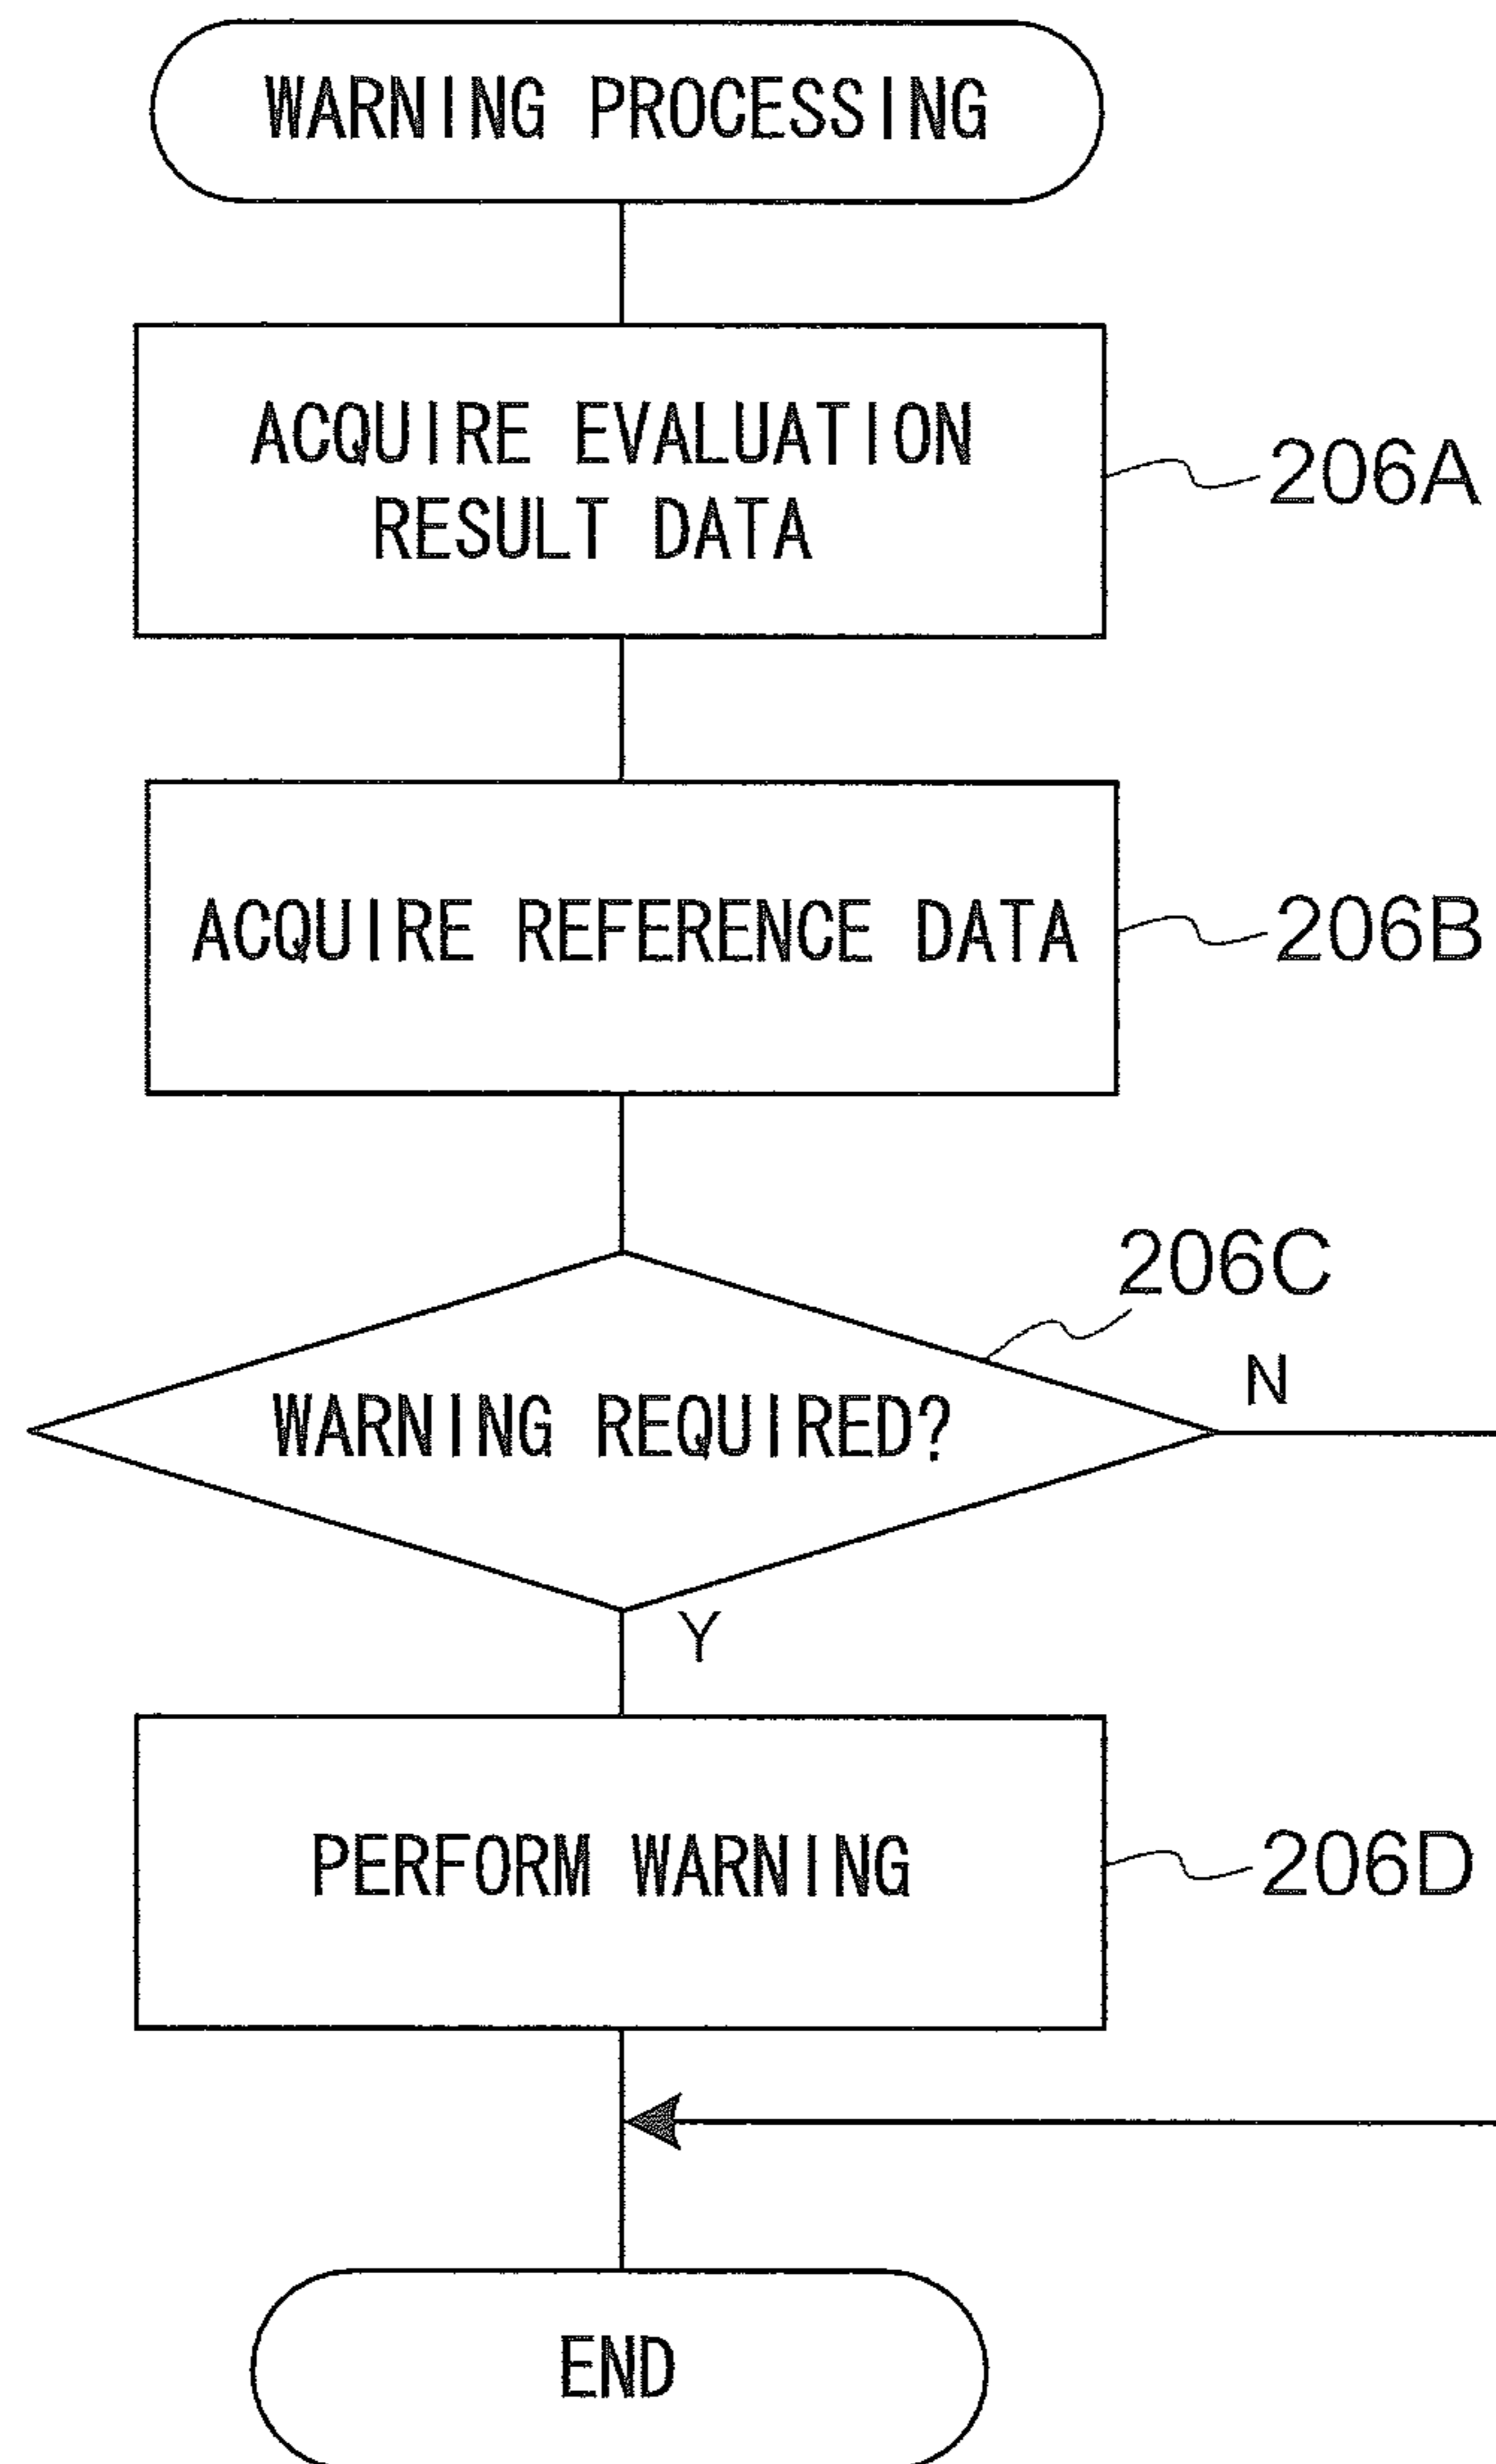 WARNING PROCESSING
ACQUIRE EVALUATION
RESULT DATA
206A
ACQUIRE REFERENCE DATA
206B
206C
WARNING REQUIRED?
N
Y
PERFORM WARNING
206D
END